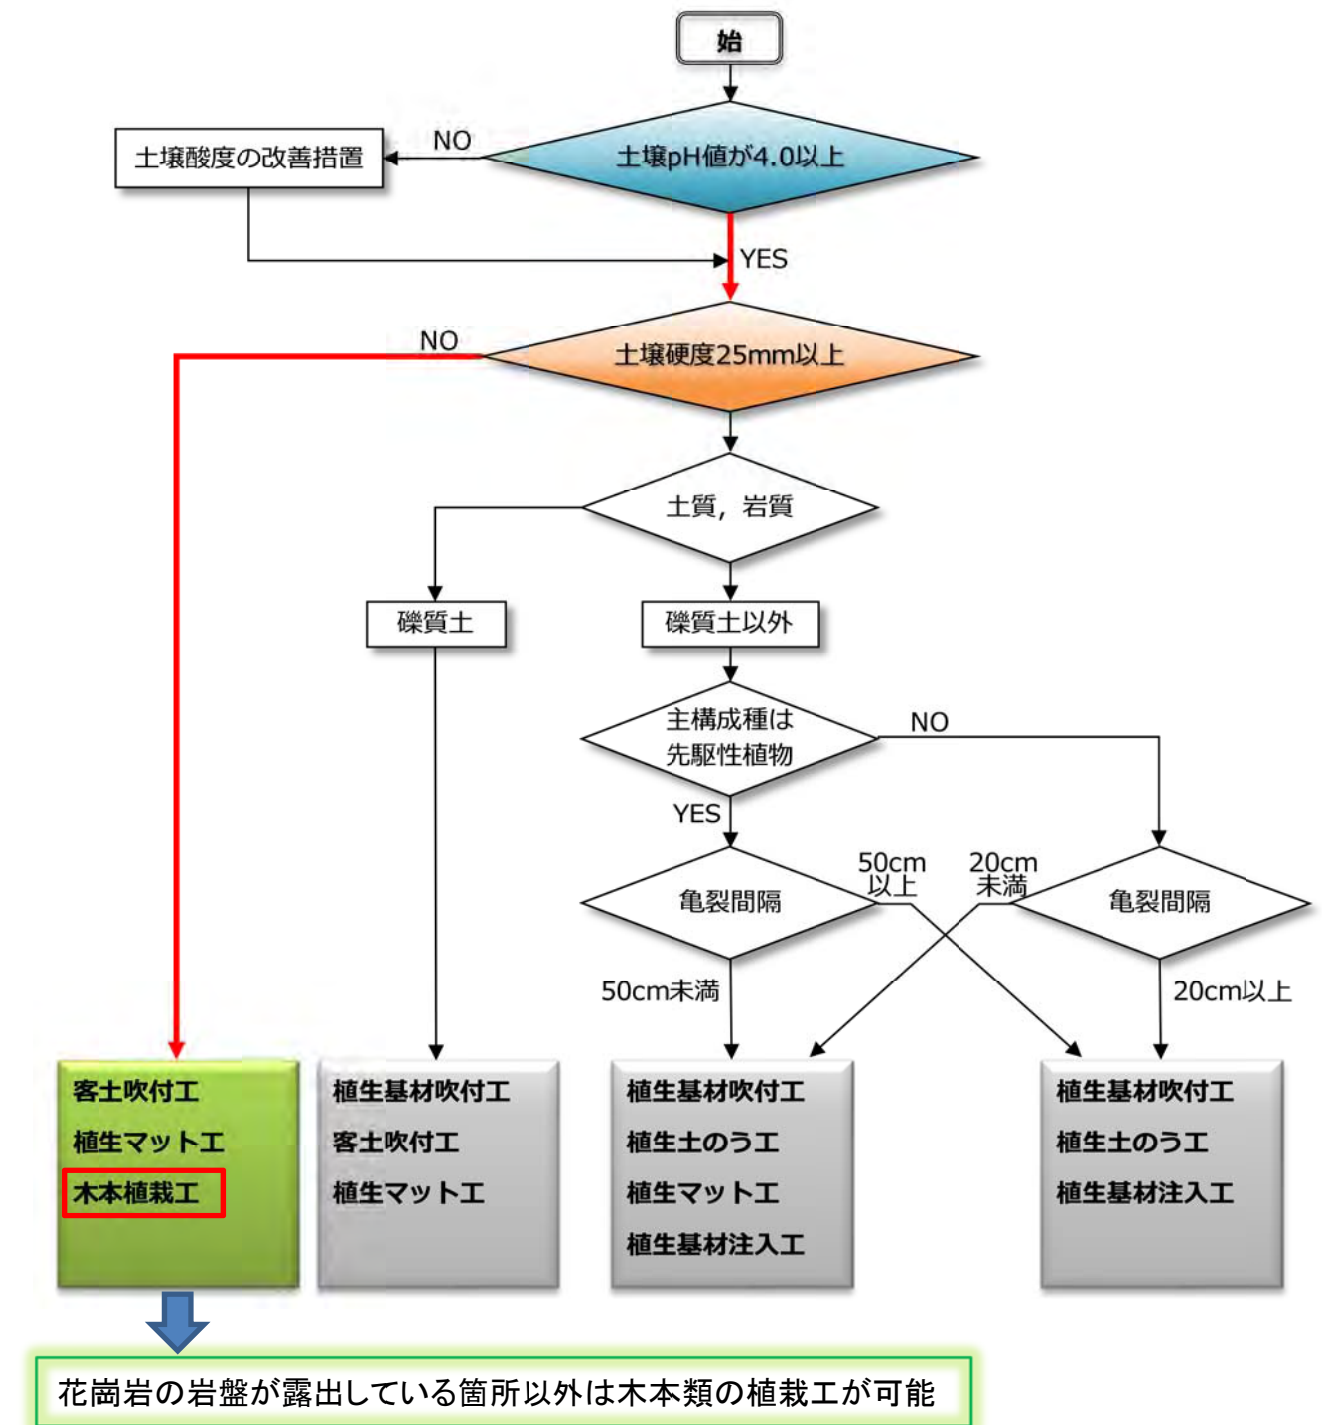 始
土壌pH値が4.0以上
NO
土壌酸度の改善措置
YES
土壌硬度25mm以上
NO
土質，岩質
礫質土
礫質土以外
主構成種は
先駆性植物
NO
YES
亀裂間隔
50cm
以上
20cm
未満
亀裂間隔
50cm未満
20cm以上
客土吹付工
植生マット工
木本植栽工
植生基材吹付工
客土吹付工
植生マット工
植生基材吹付工
植生土のう工
植生マット工
植生基材注入工
植生基材吹付工
植生土のう工
植生基材注入工
花崗岩の岩盤が露出している箇所以外は木本類の植栽工が可能